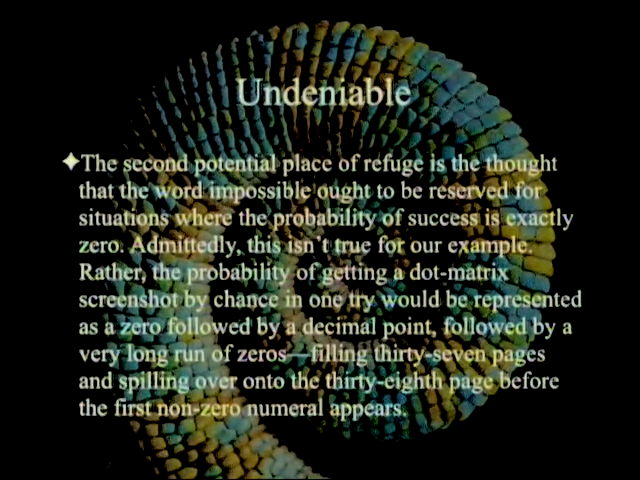 Undeniable
The second potential place of refuge is the thought
that the word impossible ought to be reserved for
situations where the probability of success is exactly
zero. Admittedly, this isn't true for our example.
Rather, the probability of getting a dot-matrix
screenshot by chance in one try would be represented
as a zero followed by a decimal point, followed by a
very long run of zeros—filling thirty-seven pages
and spilling over onto the thirty-eighth page before
the first non-zero numeral appears.